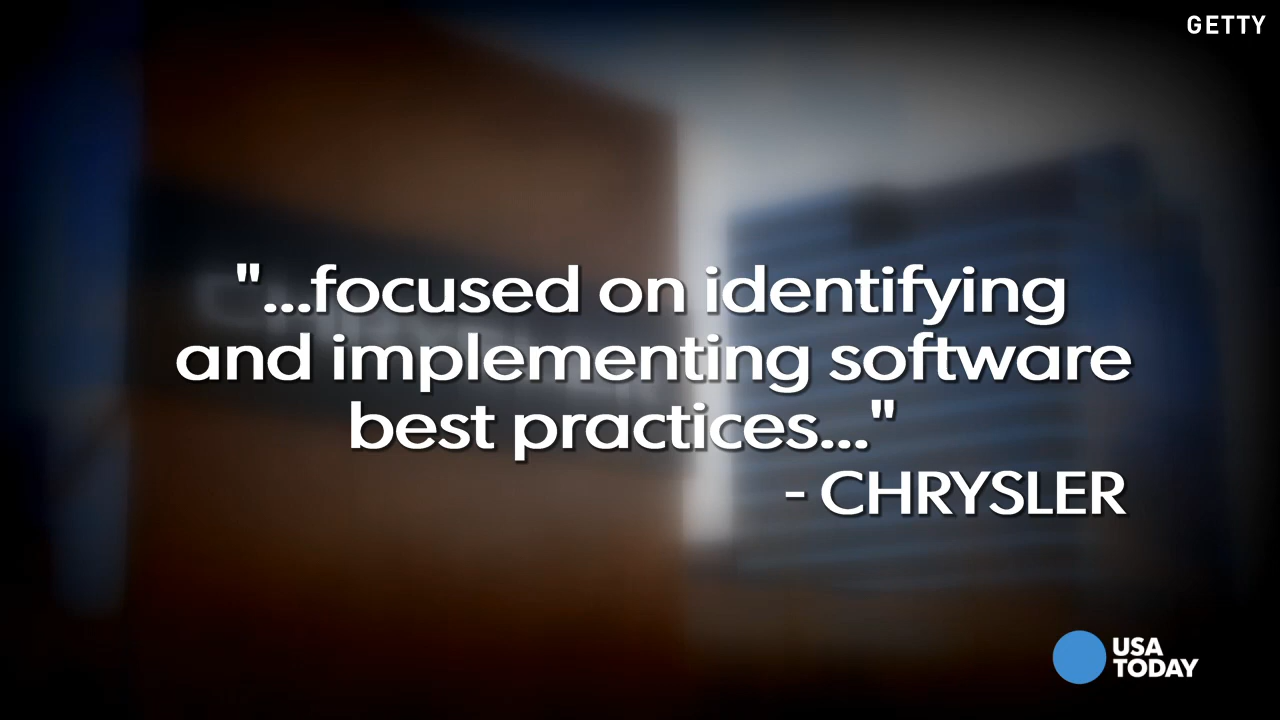 GETTY
"...focused on identifying
and implementing software
best practices..."
- CHRYSLER
USA
TODAY